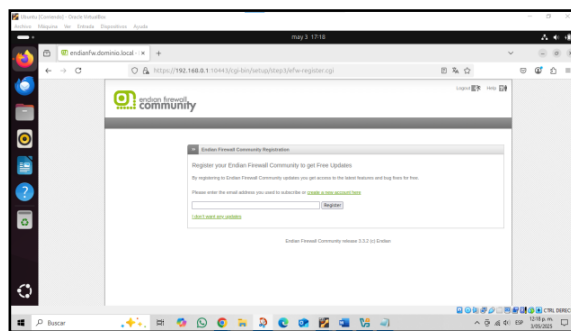 Ubuntu [Corriendo] - Oracle VirtualBox
Archivo Máquina Ver Entrada Dispositivos Ayuda
may 3 17:18
endianfw.dominio.local
https://192.168.0.1:10443/cgi-bin/setup/step3/efw-register.cgi
Logout Help
endian firewall
community
Endian Firewall Community Registration
Register your Endian Firewall Community to get Free Updates
By registering to Endian Firewall Community updates you get access to the latest features and bug fixes for free.
Please enter the email address you used to subscribe or create a new account here.
Register
I don't want any updates
Endian Firewall Community release 3.3.2 (c) Endian
CTRL DEREC
Buscar
ESP
12:18 p. m.
3/05/2025